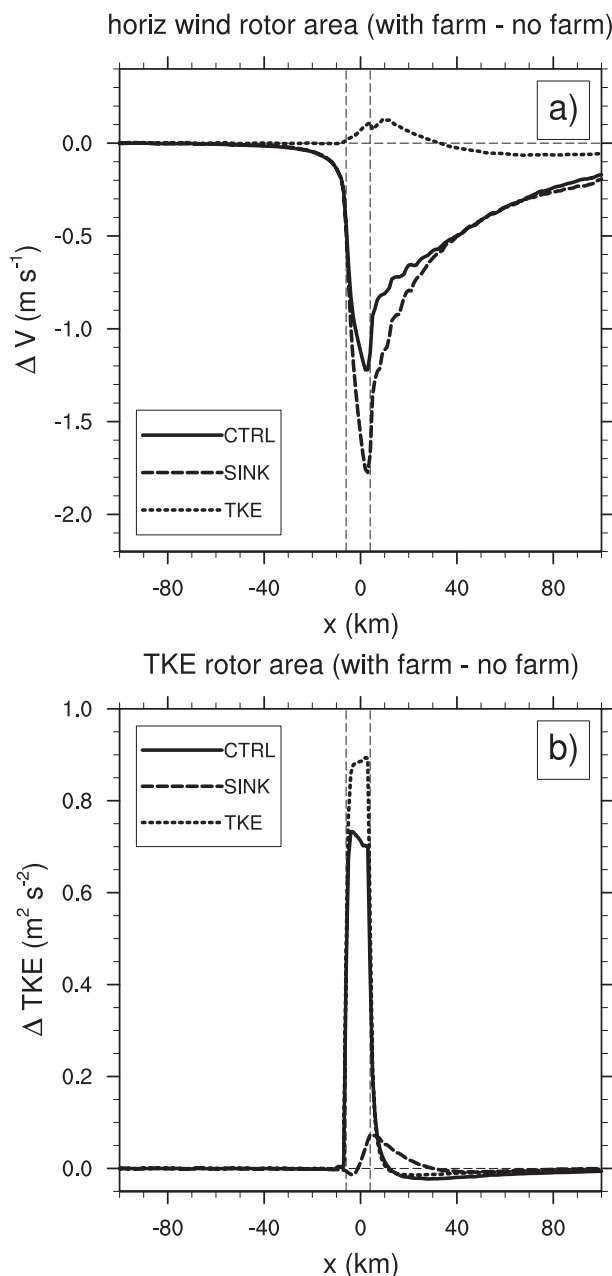 horiz wind rotor area (with farm - no farm)
a)
0.0
-0.5
-1.0
-1.5
-2.0
Δ V (m s⁻¹)
CTRL
SINK
TKE
-80 -40 0 40 80
x (km)
TKE rotor area (with farm - no farm)
b)
1.0
0.8
0.6
0.4
0.2
0.0
Δ TKE (m² s⁻²)
CTRL
SINK
TKE
-80 -40 0 40 80
x (km)